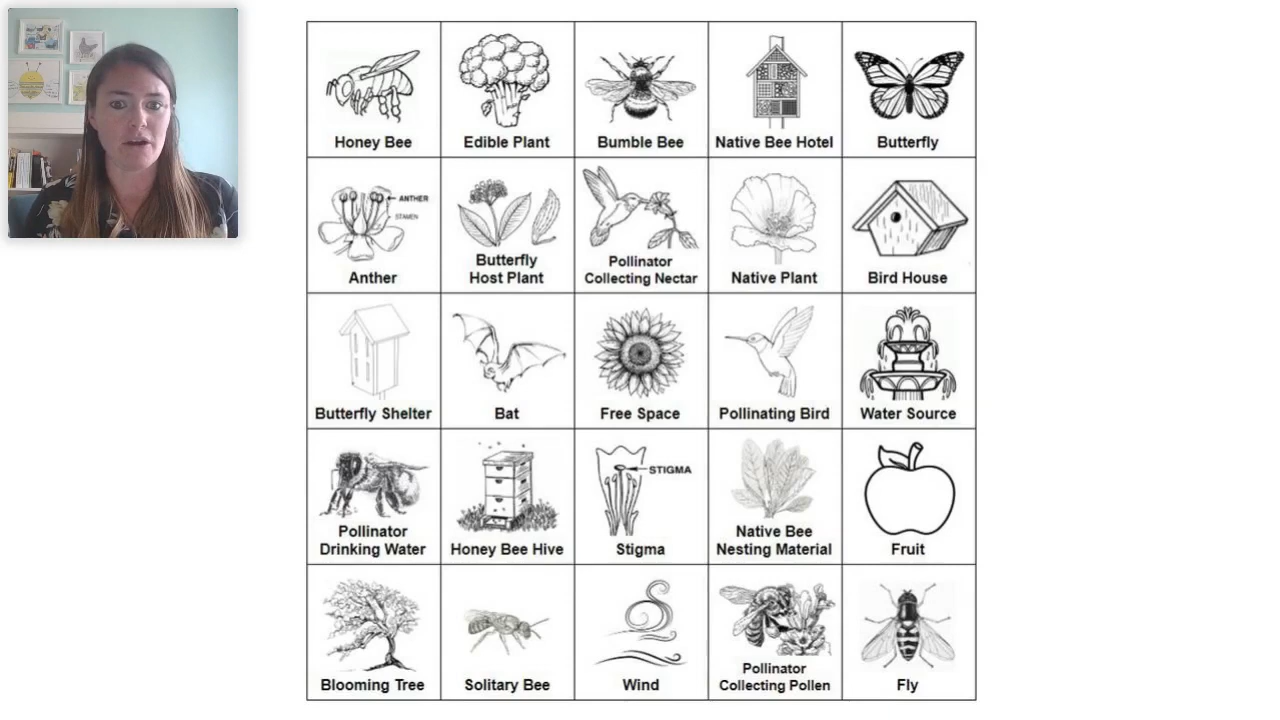 Honey Bee
Edible Plant
Bumble Bee
Native Bee Hotel
Butterfly
ANTHER
STAMEN
Anther
Butterfly
Host Plant
Pollinator
Collecting Nectar
Native Plant
Bird House
Butterfly Shelter
Bat
Free Space
Pollinating Bird
Water Source
Pollinator
Drinking Water
Honey Bee Hive
STIGMA
Stigma
Native Bee
Nesting Material
Fruit
Blooming Tree
Solitary Bee
Wind
Pollinator
Collecting Pollen
Fly